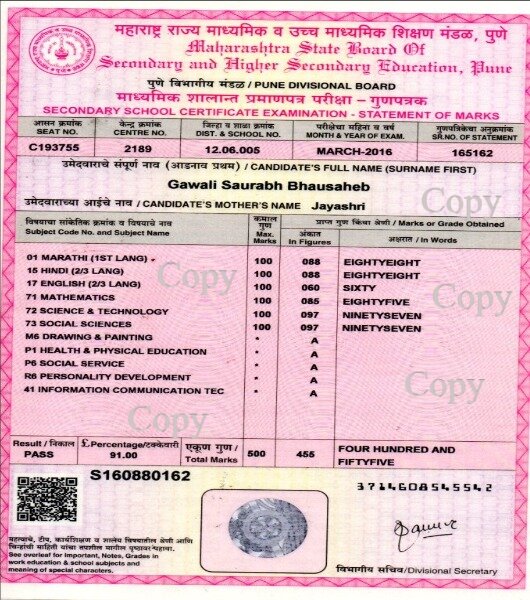 महाराष्ट्र राज्य माध्यमिक व उच्च माध्यमिक शिक्षण मंडळ, पुणे
Maharashtra State Board Of
Secondary and Higher Secondary Education, Pune
पुणे विभागीय मंडळ / PUNE DIVISIONAL BOARD
माध्यमिक शालान्त प्रमाणपत्र परीक्षा - गुणपत्रक
SECONDARY SCHOOL CERTIFICATE EXAMINATION - STATEMENT OF MARKS
आसन क्रमांक केन्द्र क्रमांक जिल्हा व शाळा क्रमांक परीक्षेचा महिना व वर्ष गुणपत्रिकेचा अनुक्रमांक
SEAT NO. CENTRE NO. DIST. & SCHOOL NO. MONTH & YEAR OF EXAM. SR.NO. OF STATEMENT
C193755 2189 12.06.005 MARCH-2016 165162
उमेदवाराचे संपूर्ण नाव (आडनाव प्रथम) / CANDIDATE'S FULL NAME (SURNAME FIRST)
Gawali Saurabh Bhausaheb
उमेदवाराच्या आईचे नाव / CANDIDATE'S MOTHER'S NAME Jayashri
विषयाचा सांकेतिक क्रमांक व विषयाचे नाव कमाल गुण प्राप्त गुण किंवा श्रेणी / Marks or Grade Obtained
Subject Code No. and Subject Name Max. Marks अंकात In Figures अक्षरात / In Words
01 MARATHI (1ST LANG) * 100 088 EIGHTYEIGHT
15 HINDI (2/3 LANG) 100 088 EIGHTYEIGHT
17 ENGLISH (2/3 LANG) 100 060 SIXTY
71 MATHEMATICS 100 085 EIGHTYFIVE
72 SCIENCE & TECHNOLOGY 100 097 NINETYSEVEN
73 SOCIAL SCIENCES 100 097 NINETYSEVEN
M6 DRAWING & PAINTING * A
P1 HEALTH & PHYSICAL EDUCATION * A
P6 SOCIAL SERVICE * A
R6 PERSONALITY DEVELOPMENT * A
41 INFORMATION COMMUNICATION TEC * A
Copy
Copy
Copy
Copy
Copy
Result / निकाल £ Percentage/टक्केवारी एकूण गुण /
PASS 91.00 Total Marks 500 455 FOUR HUNDRED AND
FIFTYFIVE
S160880162
3714608545542
महत्वाचे, टीप, कार्यशिक्षण व शालेय विषयातील श्रेणी आणि
चिन्हांची माहिती यांचा तपशील मागील पृष्ठावर पहावा.
See overleaf for Important, Notes, Grades in
work education & school subjects and
meaning of special characters.
विभागीय सचिव/Divisional Secretary